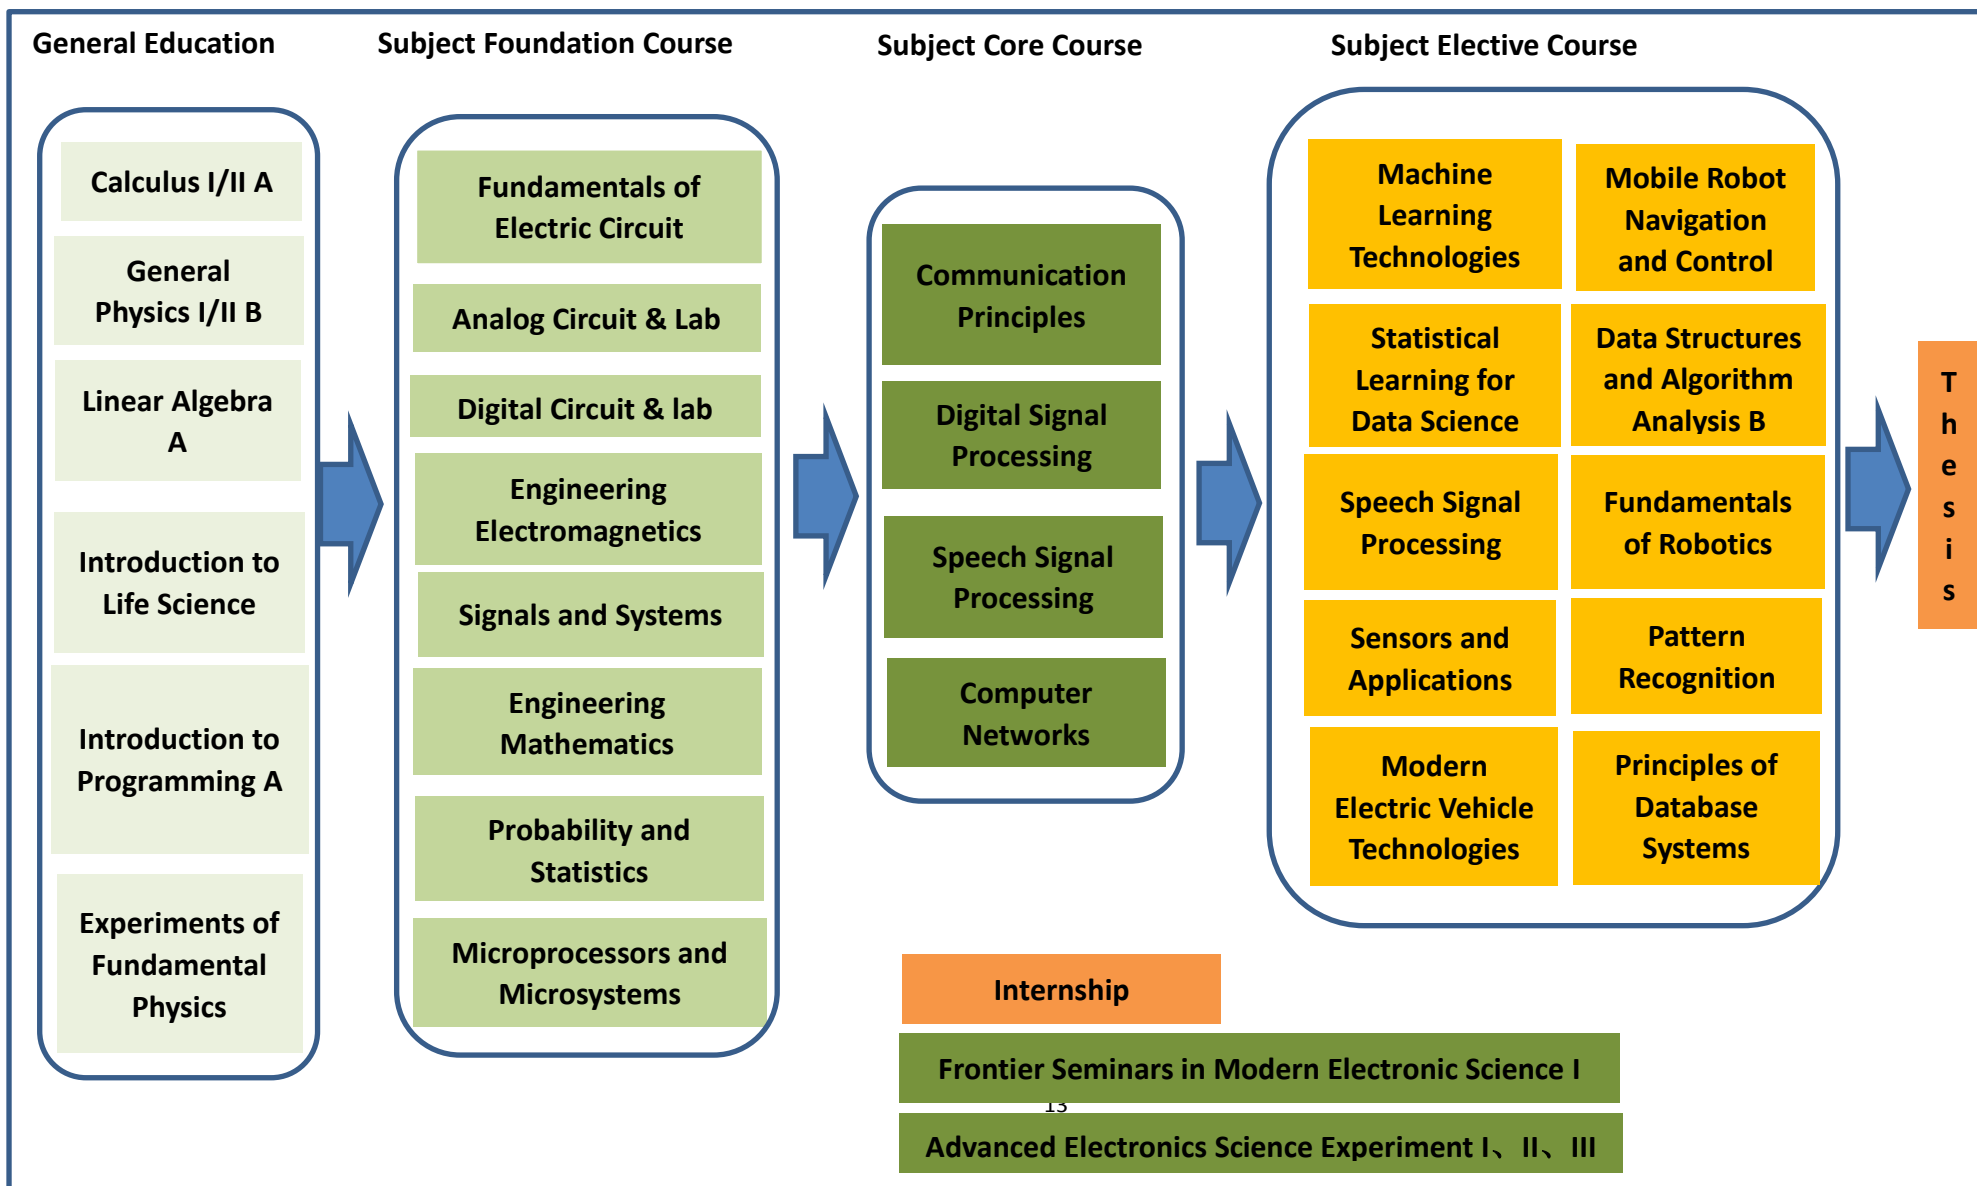 General Education
Subject Foundation Course
Subject Core Course
Subject Elective Course
Calculus I/II A
General
Physics I/II B
Linear Algebra
A
Introduction to
Life Science
Introduction to
Programming A
Experiments of
Fundamental
Physics
Fundamentals of
Electric Circuit
Analog Circuit & Lab
Digital Circuit & lab
Engineering
Electromagnetics
Signals and Systems
Engineering
Mathematics
Probability and
Statistics
Microprocessors and
Microsystems
Communication
Principles
Digital Signal
Processing
Speech Signal
Processing
Computer
Networks
Machine
Learning
Technologies
Mobile Robot
Navigation
and Control
Statistical
Learning for
Data Science
Data Structures
and Algorithm
Analysis B
Speech Signal
Processing
Fundamentals
of Robotics
Sensors and
Applications
Pattern
Recognition
Modern
Electric Vehicle
Technologies
Principles of
Database
Systems
T
h
e
s
i
s
Internship
Frontier Seminars in Modern Electronic Science I
13
Advanced Electronics Science Experiment I、II、III